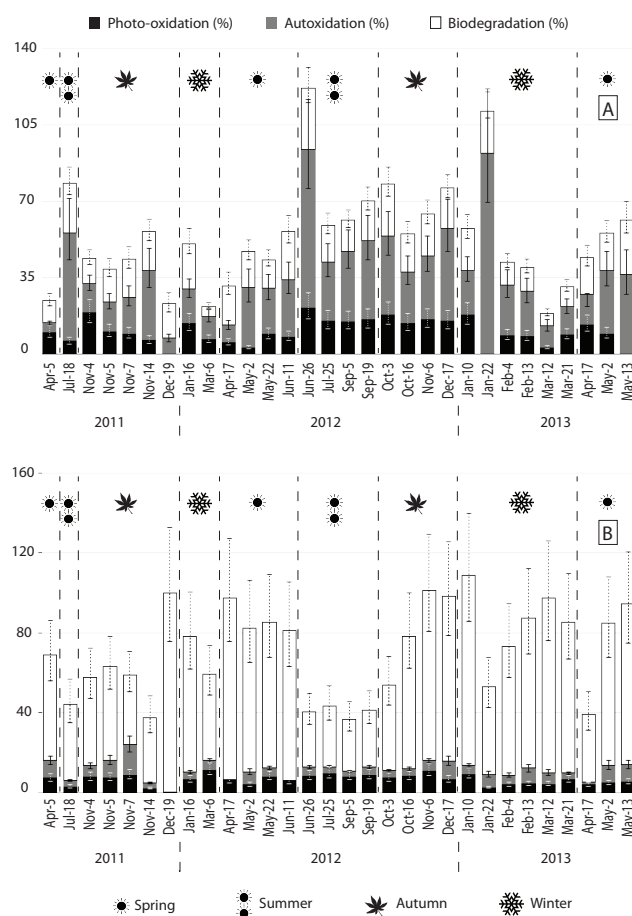 Photo-oxidation (%) Autoxidation (%) Biodegradation (%)
140
105
70
35
0
A
Apr-5 Jul-18 Nov-4 Nov-5 Nov-7 Nov-14 Dec-19 Jan-16 Mar-6 Apr-17 May-2 May-22 Jun-11 Jun-26 Jul-25 Sep-5 Sep-19 Oct-3 Oct-16 Nov-6 Dec-17 Jan-10 Jan-22 Feb-4 Feb-13 Mar-12 Mar-21 Apr-17 May-2 May-13
2011 2012 2013
160
120
80
40
0
B
Apr-5 Jul-18 Nov-4 Nov-5 Nov-7 Nov-14 Dec-19 Jan-16 Mar-6 Apr-17 May-2 May-22 Jun-11 Jun-26 Jul-25 Sep-5 Sep-19 Oct-3 Oct-16 Nov-6 Dec-17 Jan-10 Jan-22 Feb-4 Feb-13 Mar-12 Mar-21 Apr-17 May-2 May-13
2011 2012 2013
Spring Summer Autumn Winter